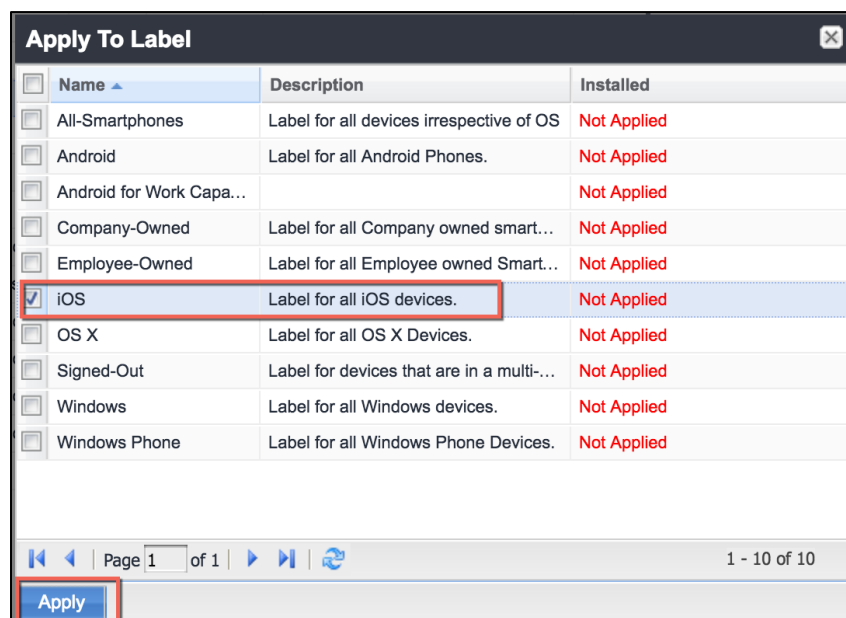 Apply To Label
Name Description Installed
All-Smartphones Label for all devices irrespective of OS Not Applied
Android Label for all Android Phones. Not Applied
Android for Work Capa... Not Applied
Company-Owned Label for all Company owned smart... Not Applied
Employee-Owned Label for all Employee owned Smart... Not Applied
iOS Label for all iOS devices. Not Applied
OS X Label for all OS X Devices. Not Applied
Signed-Out Label for devices that are in a multi-... Not Applied
Windows Label for all Windows devices. Not Applied
Windows Phone Label for all Windows Phone Devices. Not Applied
Page 1 of 1 1 - 10 of 10
Apply